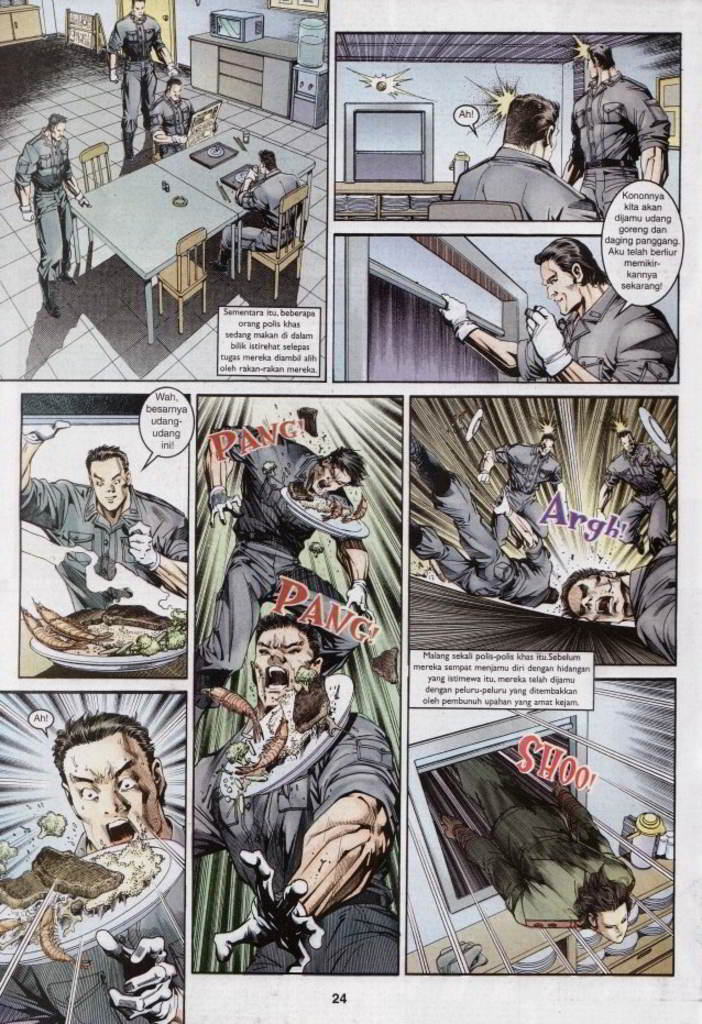 Sementara itu, beberapa
orang polis khas
sedang makan di dalam
bilik istirehat selepas
tugas mereka diambil alih
oleh rakan-rakan mereka.
Ah!
Kononnya
kita akan
dijamu udang
goreng dan
daging panggang.
Aku telah berliur
memikir-
kannya
sekarang!
Wah,
besarnya
udang-
udang
ini!
Ah!
PANG!
PANG!
Argh!
Malang sekali polis-polis khas itu.Sebelum
mereka sempat menjamu diri dengan hidangan
yang istimewa itu, mereka telah dijamukan
dengan peluru-peluru yang ditembakkan
oleh pembunuh upahan yang amat kejam.
SHOO!
24